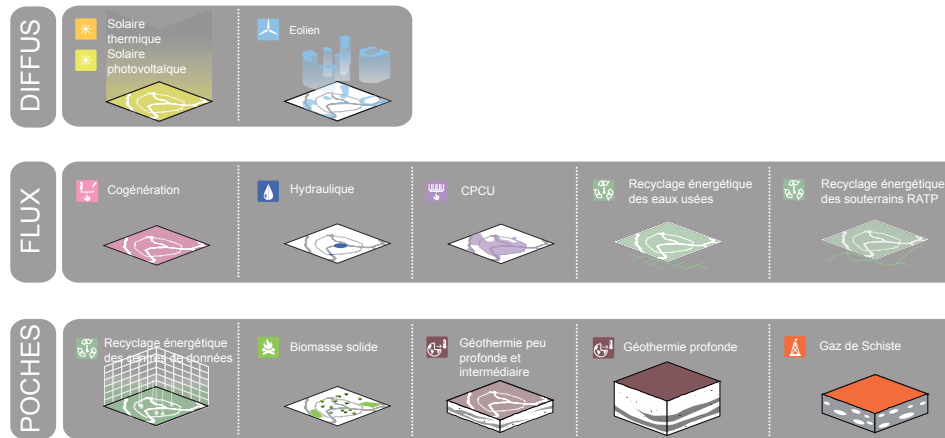 DIFFUS
Solaire
thermique
Solaire
photovoltaïque
Eolien
FLUX
Cogénération
Hydraulique
CPCU
Recyclage énergétique
des eaux usées
Recyclage énergétique
des souterrains RATP
POCHES
Recyclage énergétique
des centres de données
Biomasse solide
Géothermie peu
profonde et
intermédiaire
Géothermie profonde
Gaz de Schiste